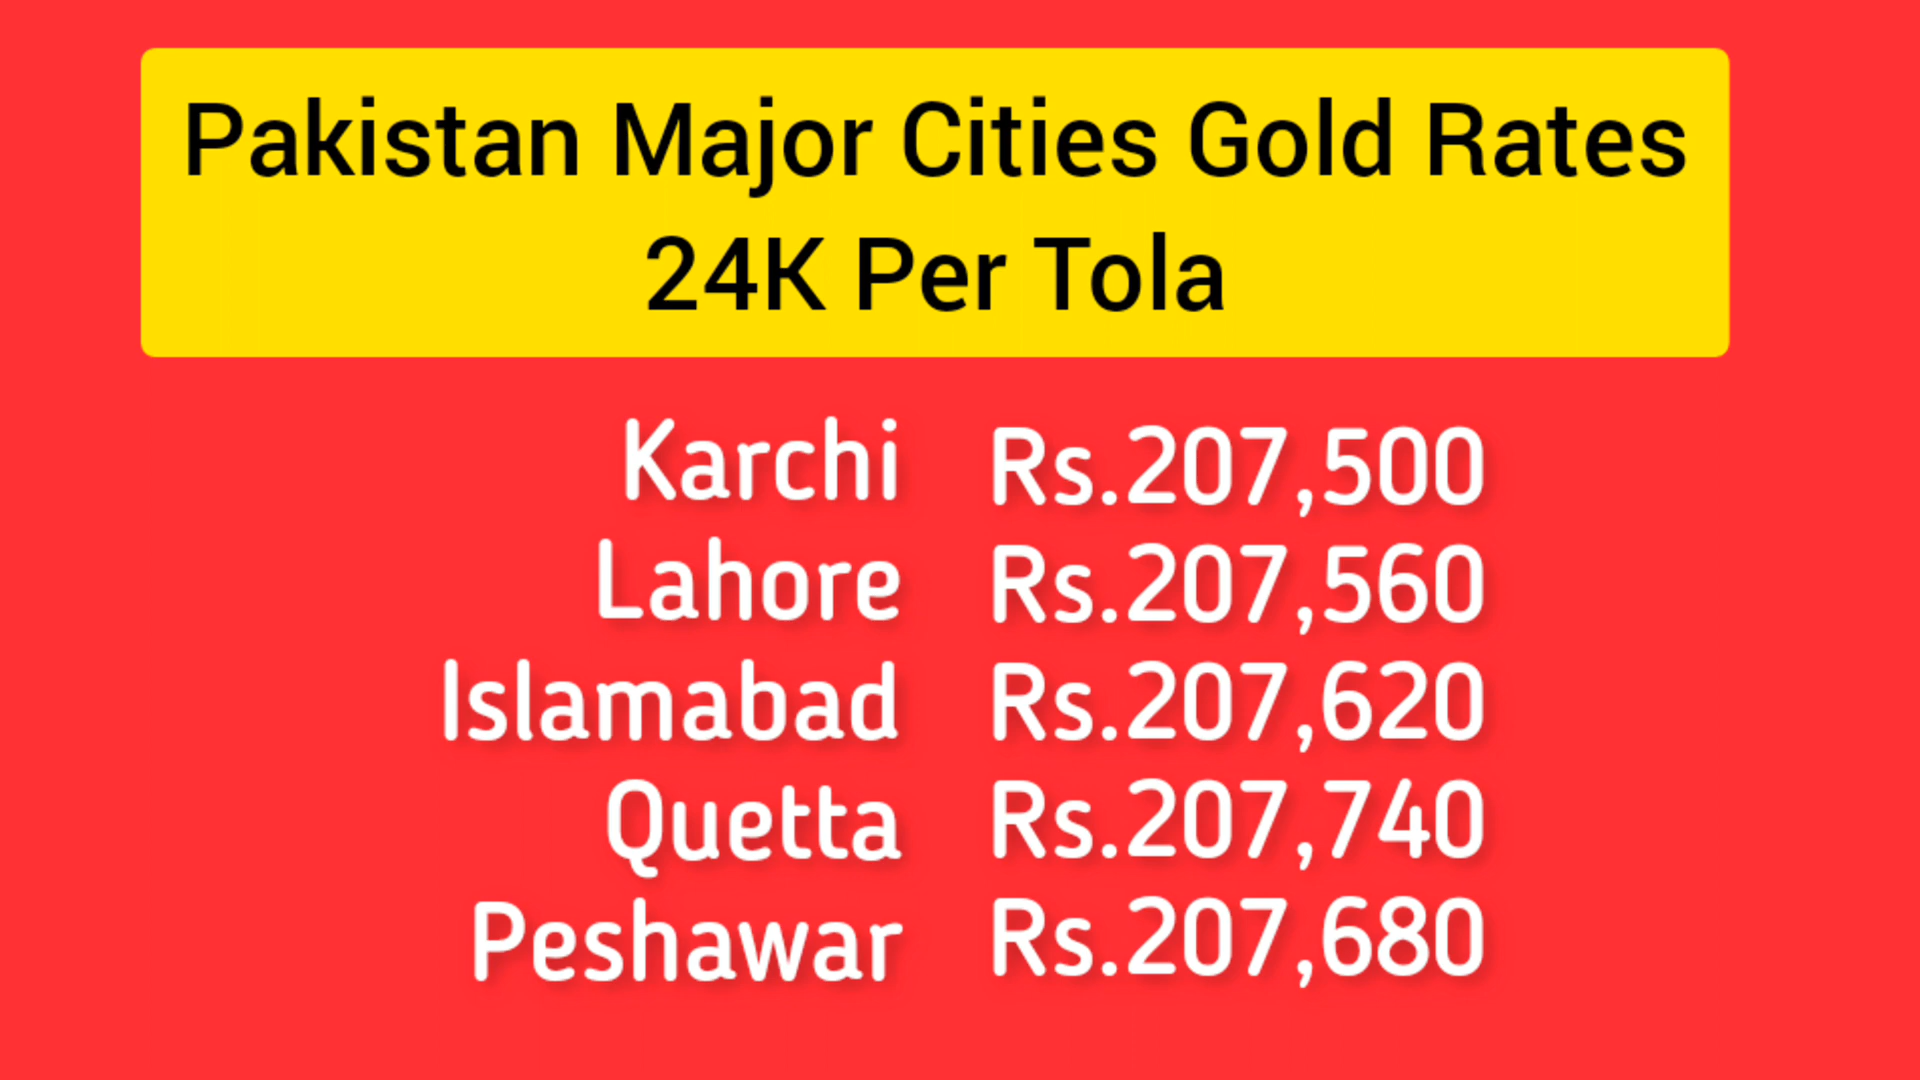 Pakistan Major Cities Gold Rates
24K Per Tola
Karchi Rs.207,500
Lahore Rs.207,560
Islamabad Rs.207,620
Quetta Rs.207,740
Peshawar Rs.207,680